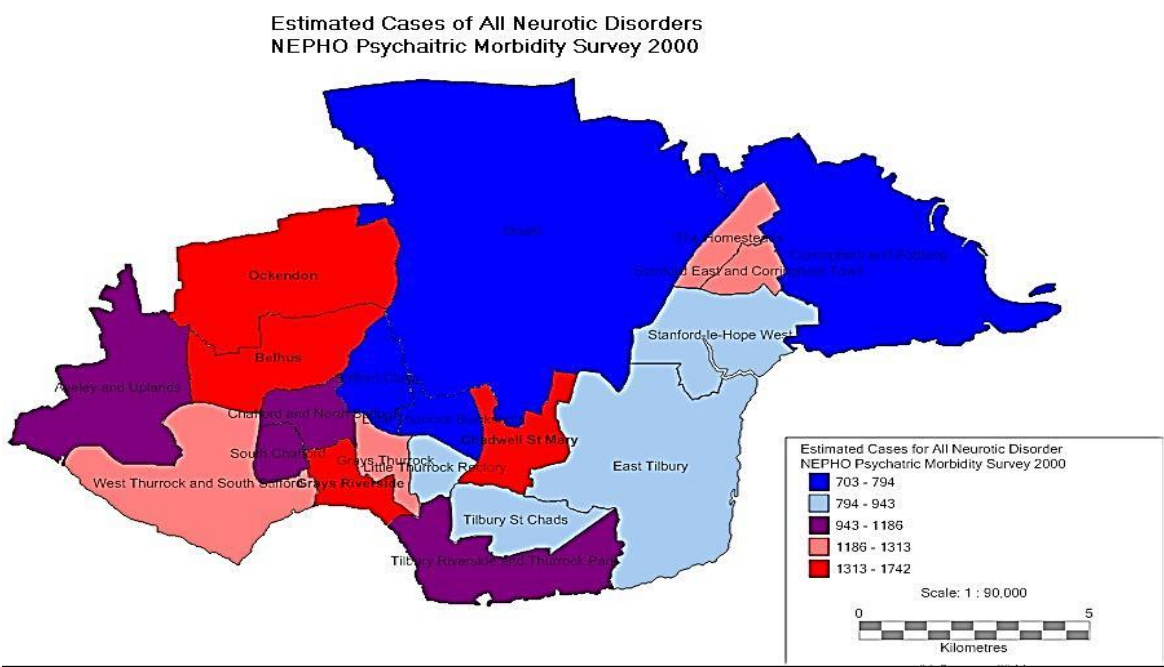 Estimated Cases of All Neurotic Disorders
NEPHO Psychaitric Morbidity Survey 2000
Orsett
The Homesteads
Corringham and Fobbing
Stanford East and Corringham Town
Ockendon
Stanford-le-Hope West
Belhus
Aveley and Uplands
Chafford and North Stifford
Chadwell St Mary
South Chafford
Grays Thurrock
Little Thurrock Rectory
East Tilbury
West Thurrock and South Stifford
Grays Riverside
Tilbury St Chads
Tilbury Riverside and Thurrock Park
Estimated Cases for All Neurotic Disorder
NEPHO Psychatric Morbidity Survey 2000
703 - 794
794 - 943
943 - 1186
1186 - 1313
1313 - 1742
Scale: 1 : 90,000
0 5
Kilometres